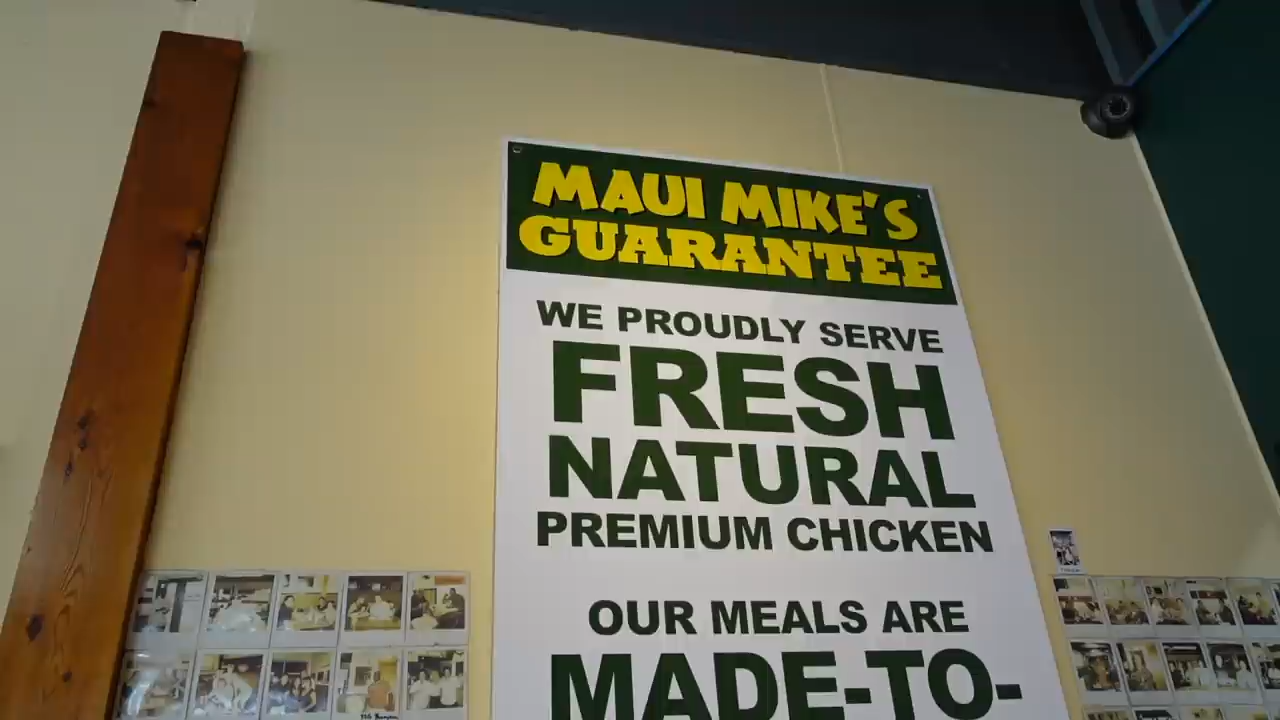 MAUI MIKE'S
GUARANTEE
WE PROUDLY SERVE
FRESH
NATURAL
PREMIUM CHICKEN
OUR MEALS ARE
MADE-TO-